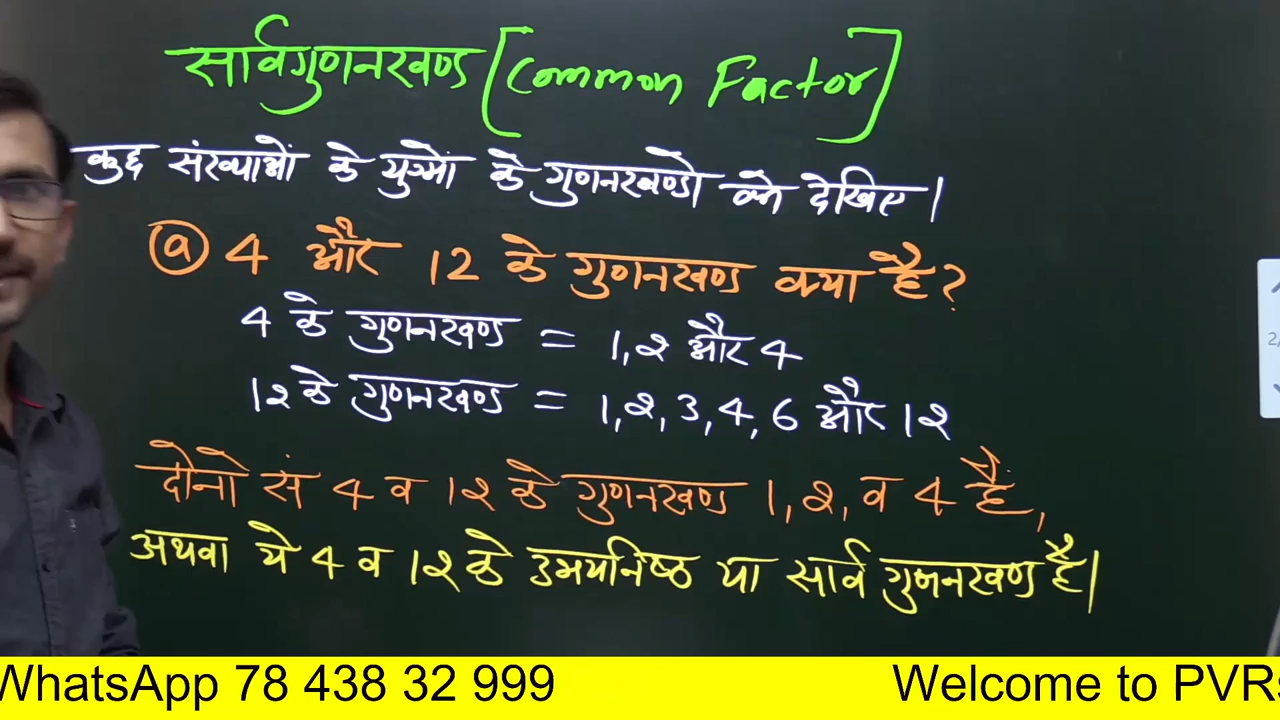 सार्वगुणनखण्ड [Common Factor]
कुछ संख्याओं के युग्मों के गुणनखण्डो को देखिए।
(a) 4 और 12 के गुणनखण्ड क्या है?
4 के गुणनखण्ड = 1,2 और 4
12 के गुणनखण्ड = 1,2,3,4,6 और 12
दोनो सं 4 व 12 के गुणनखण्ड 1,2, व 4 है,
अथवा ये 4 व 12 के उभयनिष्ठ या सार्व गुणनखण्ड है।
WhatsApp 78 438 32 999 Welcome to PVRs